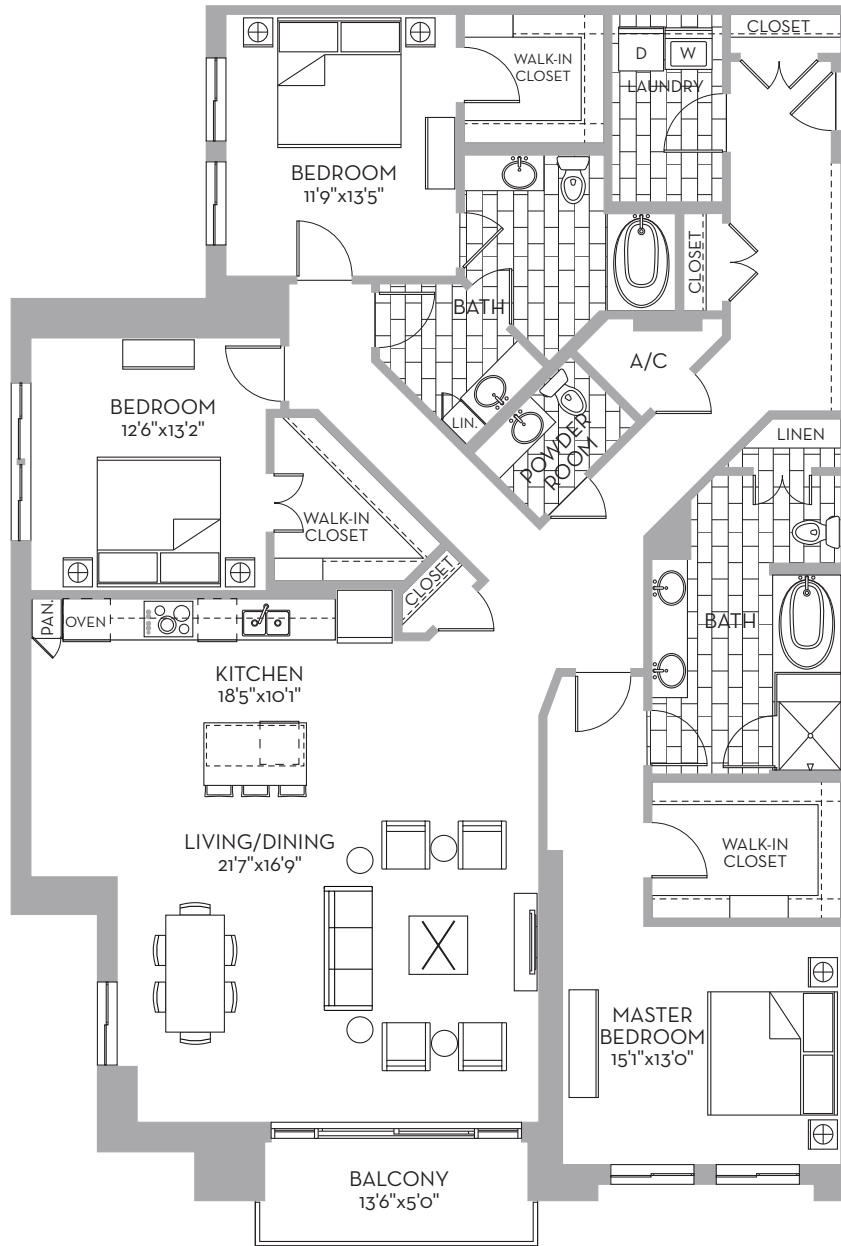 CLOSET
D
W
LAUNDRY
WALK-IN
CLOSET
BEDROOM
11'9"x13'5"
CLOSET
BATH
A/C
BEDROOM
12'6"x13'2"
LIN.
POWDER
ROOM
LINEN
WALK-IN
CLOSET
CLOSET
PAN.
OVEN
BATH
KITCHEN
18'5"x10'1"
LIVING/DINING
21'7"x16'9"
WALK-IN
CLOSET
MASTER
BEDROOM
15'1"x13'0"
BALCONY
13'6"x5'0"